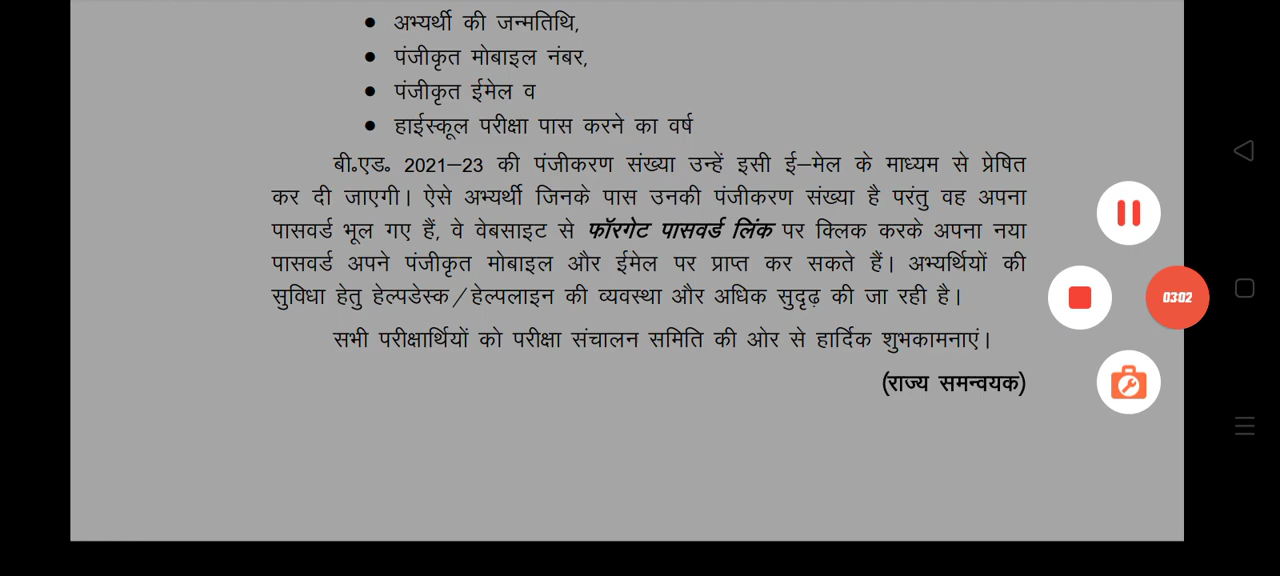 • अभ्यर्थी की जन्मतिथि,
• पंजीकृत मोबाइल नंबर,
• पंजीकृत ईमेल व
• हाईस्कूल परीक्षा पास करने का वर्ष
बी॰एड॰ 2021–23 की पंजीकरण संख्या उन्हें इसी ई–मेल के माध्यम से प्रेषित
कर दी जाएगी। ऐसे अभ्यर्थी जिनके पास उनकी पंजीकरण संख्या है परंतु वह अपना
पासवर्ड भूल गए हैं, वे वेबसाइट से फॉरगेट पासवर्ड लिंक पर क्लिक करके अपना नया
पासवर्ड अपने पंजीकृत मोबाइल और ईमेल पर प्राप्त कर सकते हैं। अभ्यर्थियों की
सुविधा हेतु हेल्पडेस्क/हेल्पलाइन की व्यवस्था और अधिक सुदृढ़ की जा रही है।
सभी परीक्षार्थियों को परीक्षा संचालन समिति की ओर से हार्दिक शुभकामनाएं।
(राज्य समन्वयक)
03:02